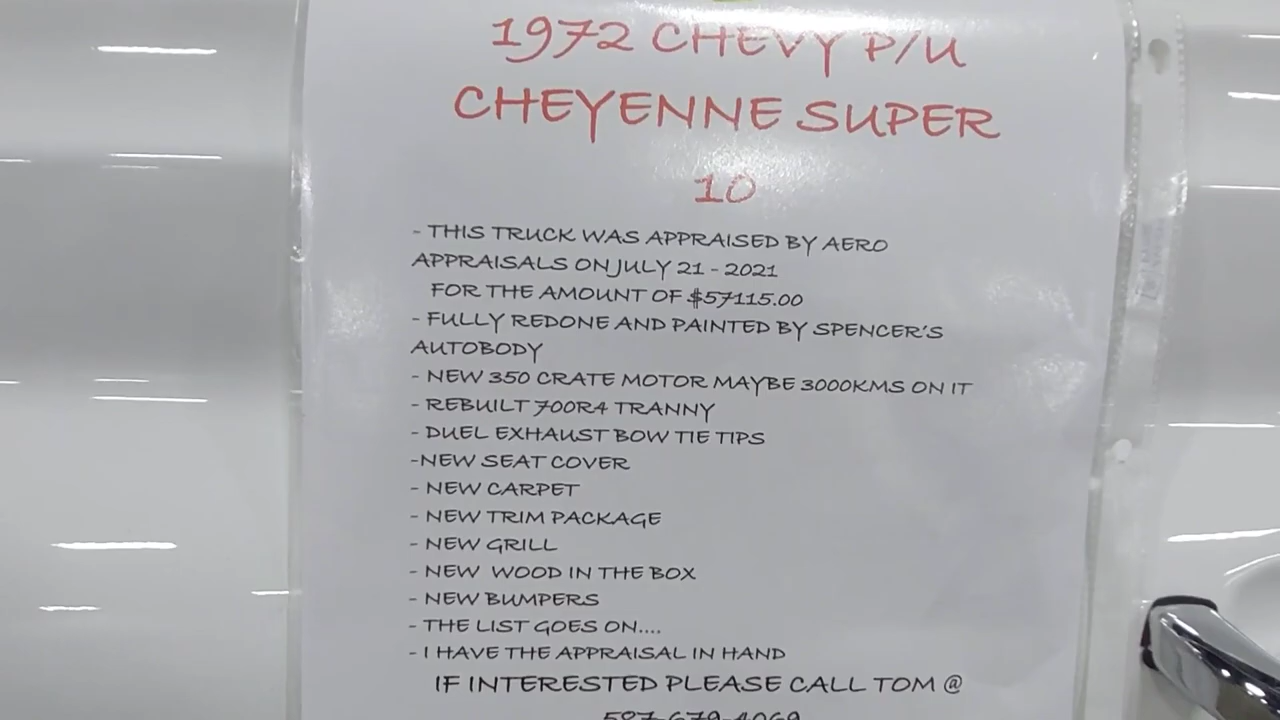 1972 CHEVY P/U
CHEYENNE SUPER
10
- THIS TRUCK WAS APPRAISED BY AERO
APPRAISALS ON JULY 21 - 2021
FOR THE AMOUNT OF $57115.00
- FULLY REDONE AND PAINTED BY SPENCER'S
AUTOBODY
- NEW 350 CRATE MOTOR MAYBE 3000KMS ON IT
- REBUILT 700R4 TRANNY
- DUEL EXHAUST BOW TIE TIPS
-NEW SEAT COVER
- NEW CARPET
- NEW TRIM PACKAGE
- NEW GRILL
- NEW WOOD IN THE BOX
- NEW BUMPERS
- THE LIST GOES ON....
- I HAVE THE APPRAISAL IN HAND
IF INTERESTED PLEASE CALL TOM @